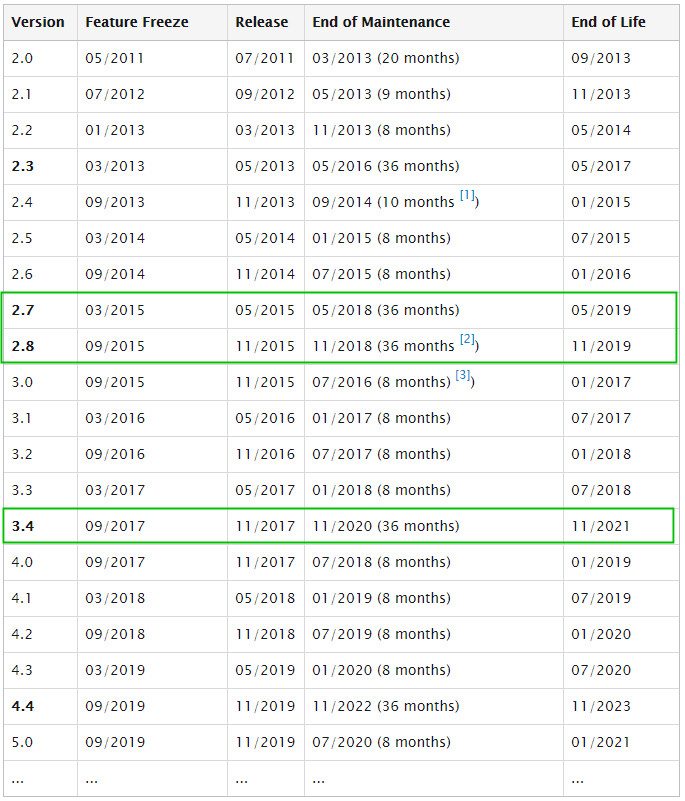 Version Feature Freeze Release End of Maintenance End of Life
2.0 05/2011 07/2011 03/2013 (20 months) 09/2013
2.1 07/2012 09/2012 05/2013 (9 months) 11/2013
2.2 01/2013 03/2013 11/2013 (8 months) 05/2014
2.3 03/2013 05/2013 05/2016 (36 months) 05/2017
2.4 09/2013 11/2013 09/2014 (10 months [1]) 01/2015
2.5 03/2014 05/2014 01/2015 (8 months) 07/2015
2.6 09/2014 11/2014 07/2015 (8 months) 01/2016
2.7 03/2015 05/2015 05/2018 (36 months) 05/2019
2.8 09/2015 11/2015 11/2018 (36 months [2]) 11/2019
3.0 09/2015 11/2015 07/2016 (8 months) [3]) 01/2017
3.1 03/2016 05/2016 01/2017 (8 months) 07/2017
3.2 09/2016 11/2016 07/2017 (8 months) 01/2018
3.3 03/2017 05/2017 01/2018 (8 months) 07/2018
3.4 09/2017 11/2017 11/2020 (36 months) 11/2021
4.0 09/2017 11/2017 07/2018 (8 months) 01/2019
4.1 03/2018 05/2018 01/2019 (8 months) 07/2019
4.2 09/2018 11/2018 07/2019 (8 months) 01/2020
4.3 03/2019 05/2019 01/2020 (8 months) 07/2020
4.4 09/2019 11/2019 11/2022 (36 months) 11/2023
5.0 09/2019 11/2019 07/2020 (8 months) 01/2021
... ... ... ... ...